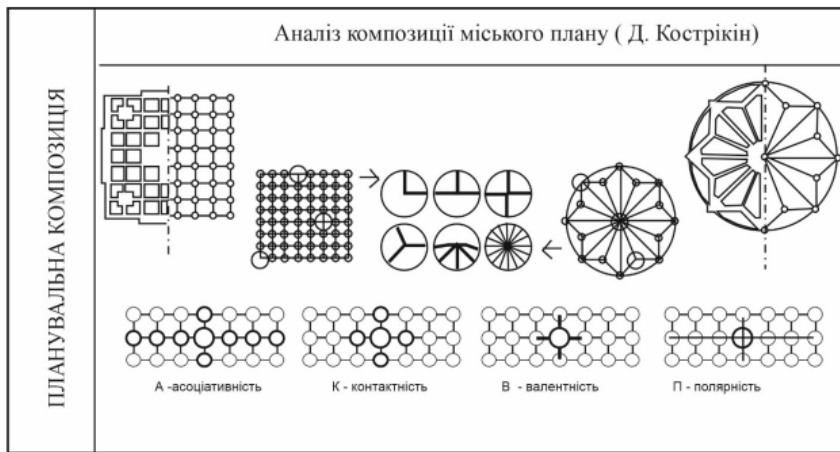 Аналіз композиції міського плану ( Д. Кострікін)
ПЛАНУВАЛЬНА КОМПОЗИЦІЯ
А -асоціативність
К - контактність
В - валентність
П - полярність